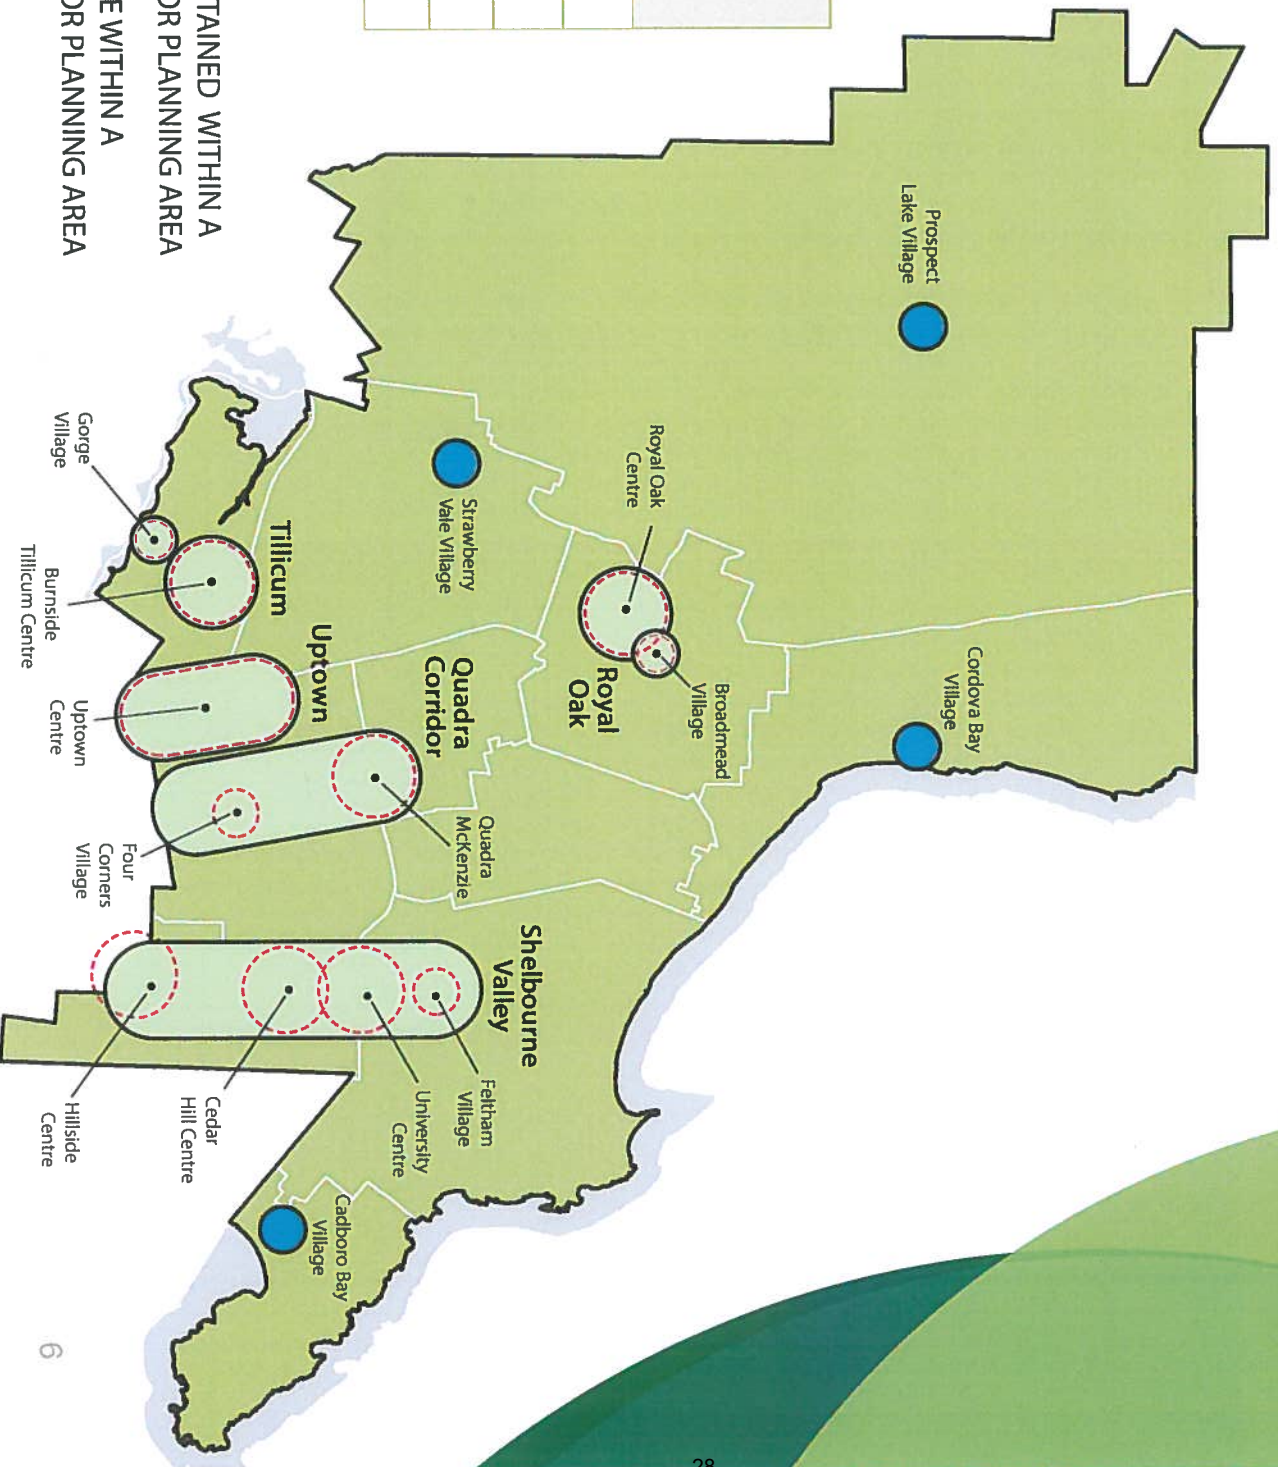 TAINED WITHIN A
OR PLANNING AREA
E WITHIN A
OR PLANNING AREA
Prospect
Lake Village
Cordova Bay
Village
Royal Oak
Centre
Broadmead
Village
Royal
Oak
Strawberry
Vale Village
Quadra
Corridor
Quadra
McKenzie
Tillicum
Uptown
Gorge
Village
Burnside
Tillicum Centre
Uptown
Centre
Four
Corners
Village
Shelbourne
Valley
Feltham
Village
University
Centre
Cedar
Hill Centre
Hillside
Centre
Cadboro Bay
Village
6
28